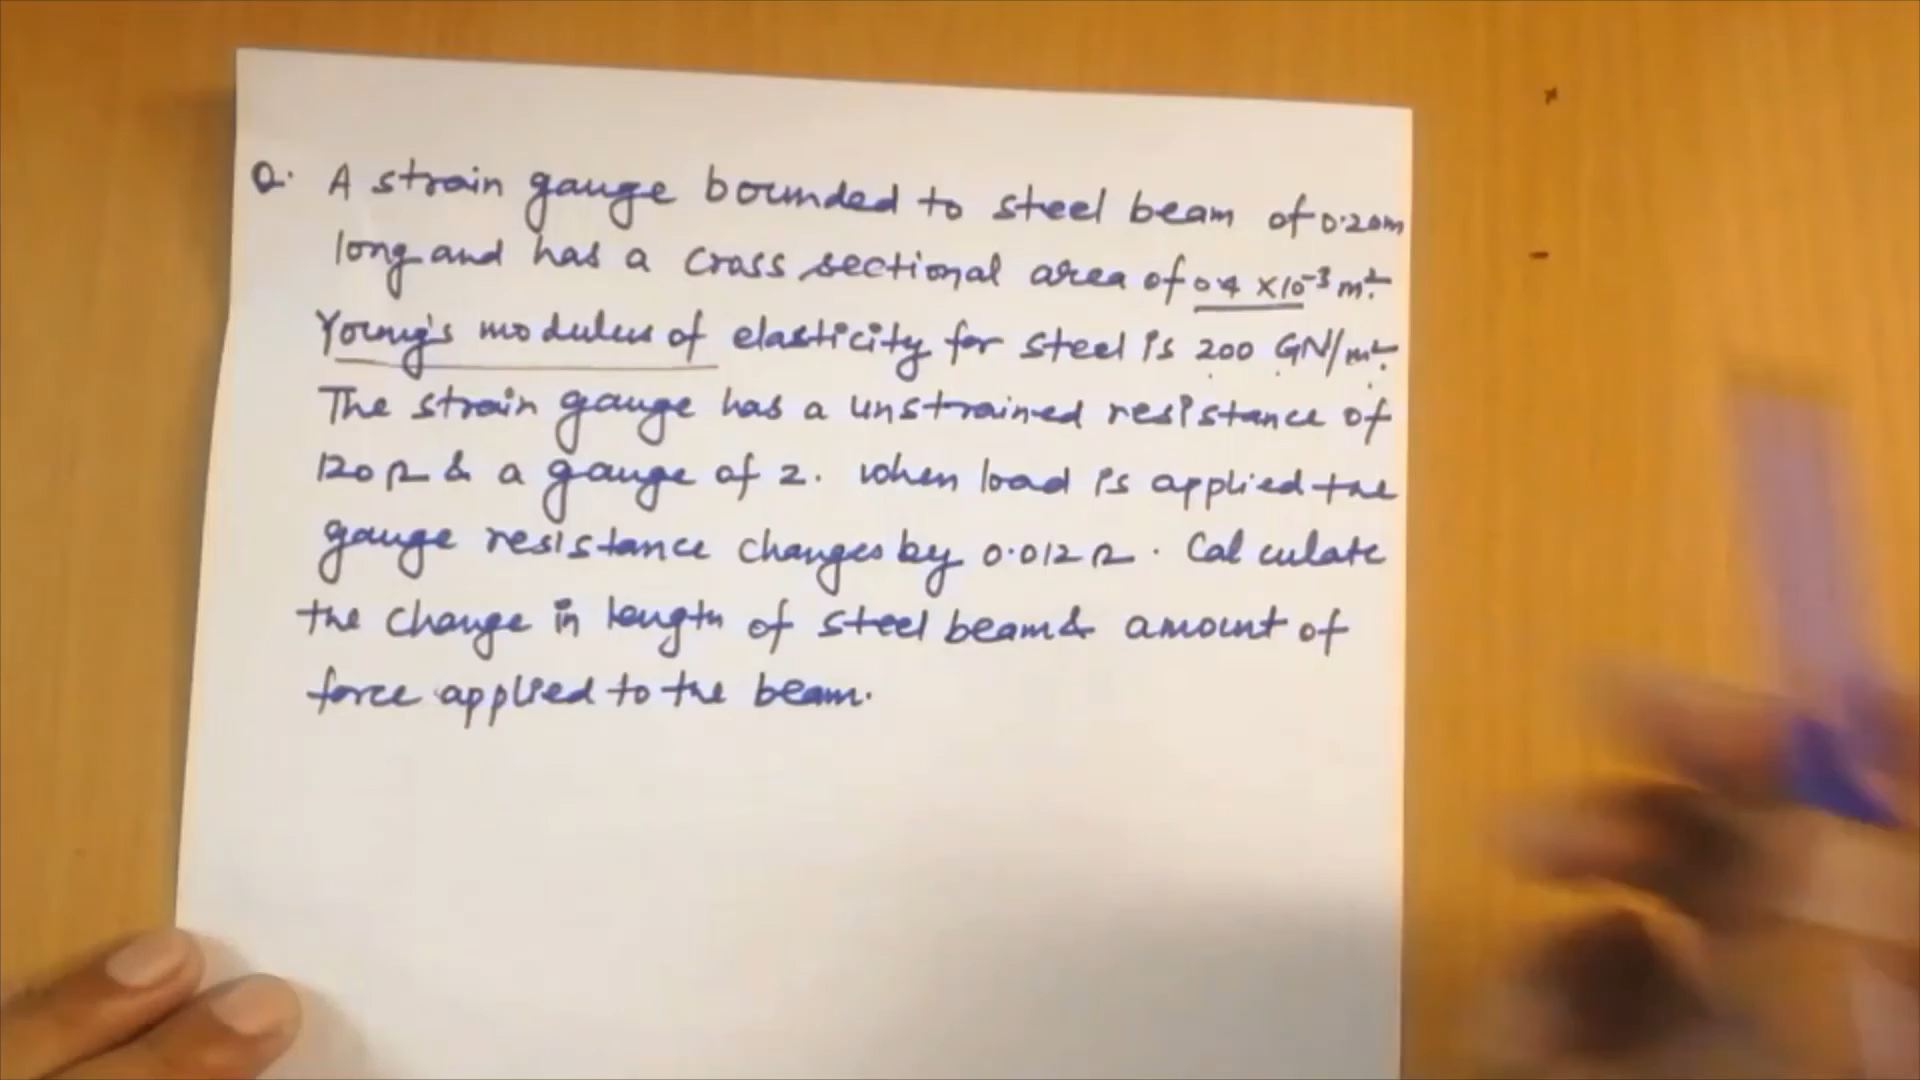 Q. A strain gauge bounded to steel beam of 0.20m
long and has a cross sectional area of 0.4 x10⁻³ m².
Young's modulus of elasticity for steel is 200 GN/m².
The strain gauge has a unstrained resistance of
120 Ω & a gauge of 2. When load is applied the
gauge resistance changes by 0.012 Ω. Calculate
the change in length of steel beam & amount of
force applied to the beam.